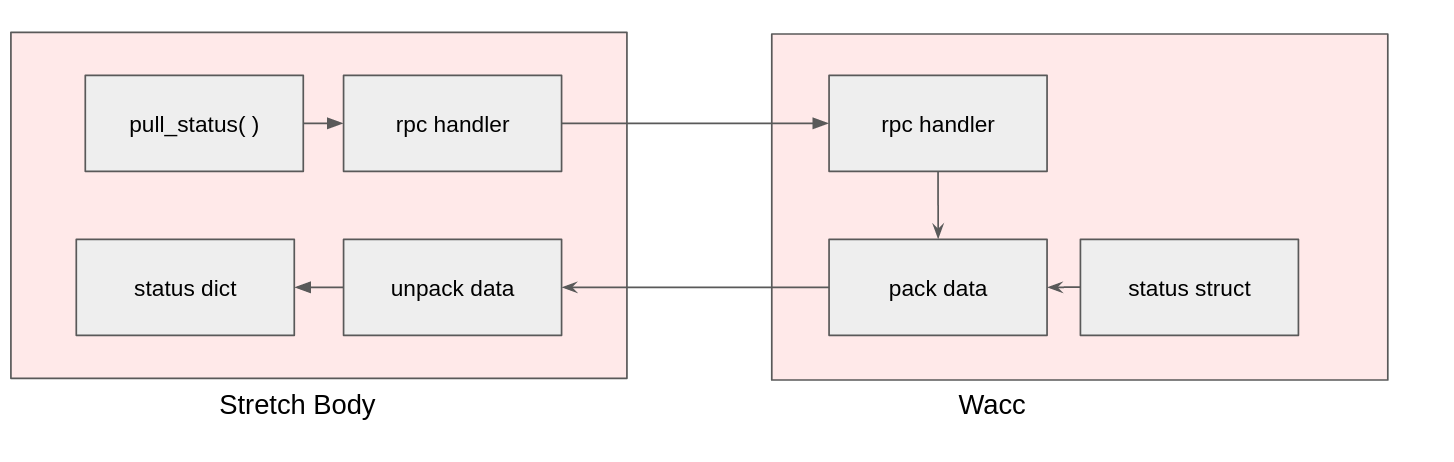 pull_status( )
rpc handler
rpc handler
status dict
unpack data
pack data
status struct
Stretch Body
Wacc